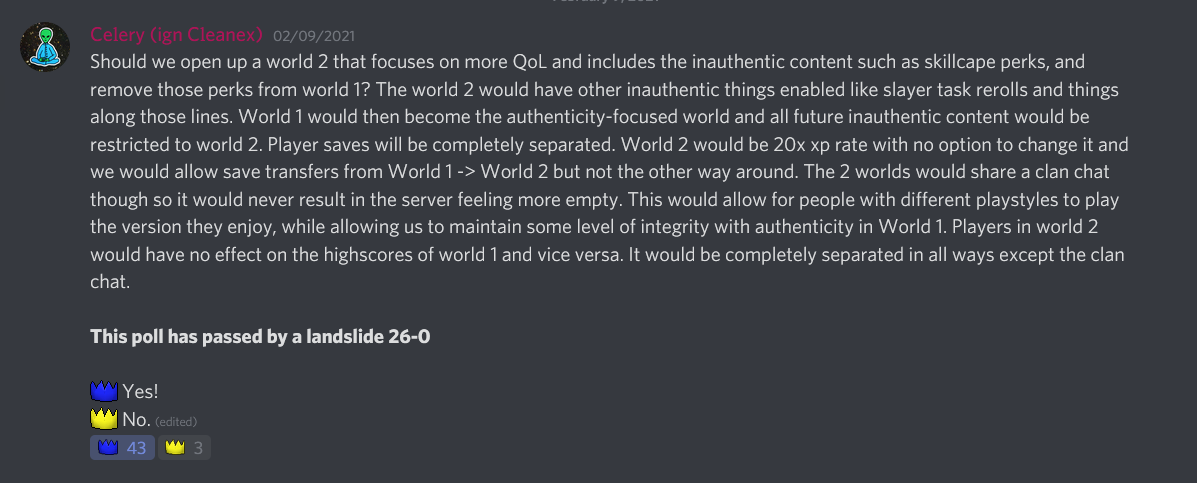 Celery (ign Cleanex) 02/09/2021
Should we open up a world 2 that focuses on more QoL and includes the inauthentic content such as skillcape perks, and
remove those perks from world 1? The world 2 would have other inauthentic things enabled like slayer task rerolls and things
along those lines. World 1 would then become the authenticity-focused world and all future inauthentic content would be
restricted to world 2. Player saves will be completely separated. World 2 would be 20x xp rate with no option to change it and
we would allow save transfers from World 1 -> World 2 but not the other way around. The 2 worlds would share a clan chat
though so it would never result in the server feeling more empty. This would allow for people with different playstyles to play
the version they enjoy, while allowing us to maintain some level of integrity with authenticity in World 1. Players in world 2
would have no effect on the highscores of world 1 and vice versa. It would be completely separated in all ways except the clan
chat.
This poll has passed by a landslide 26-0
Yes!
No. (edited)
43 3